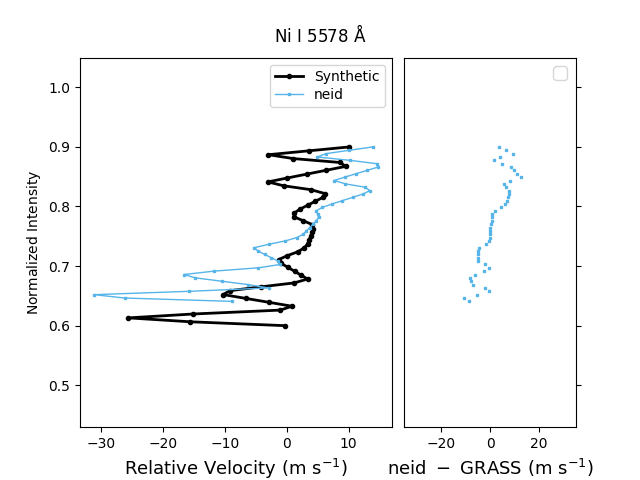 Ni I 5578 Å
Synthetic
neid
Normalized Intensity
1.0
0.9
0.8
0.7
0.6
0.5
−30 −20 −10 0 10
−20 0 20
Relative Velocity (m s⁻¹)
neid − GRASS (m s⁻¹)